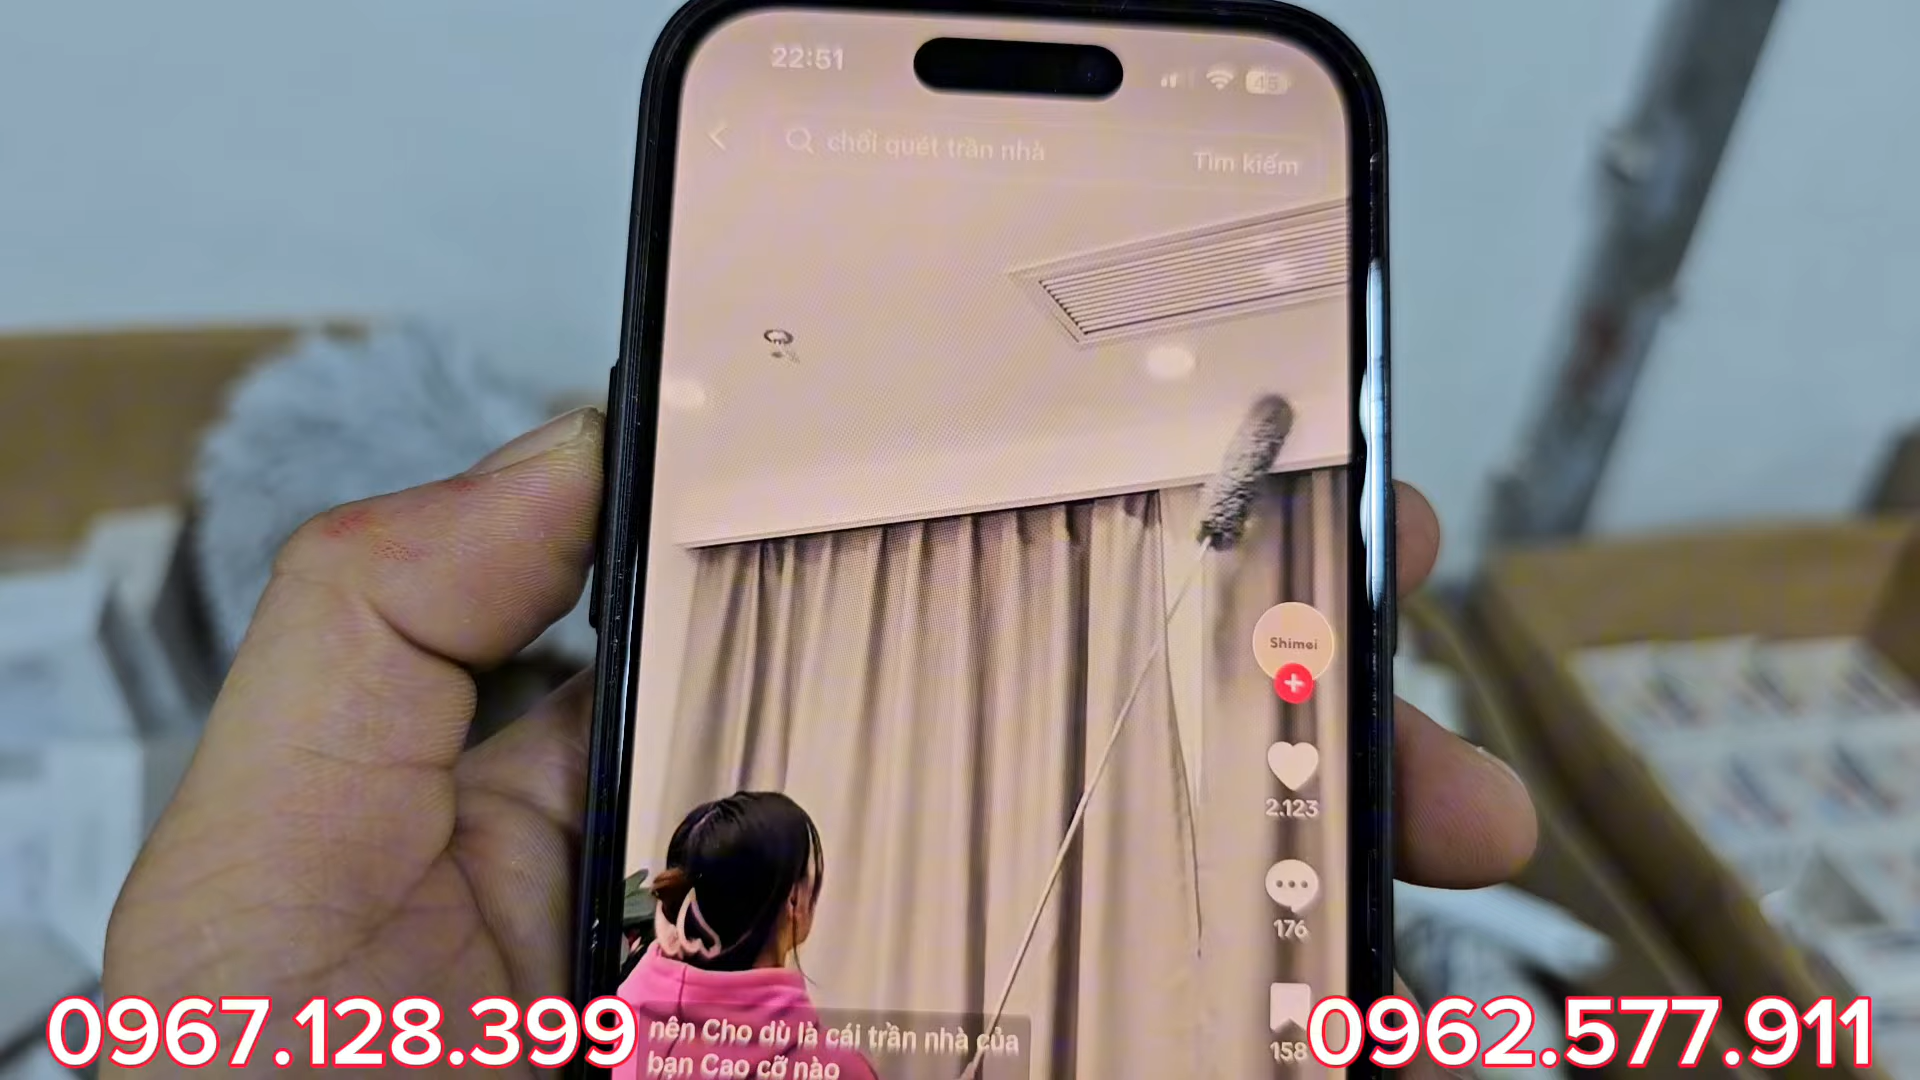 22:51
45
chổi quét trần nhà
Tìm kiếm
Shimei
2.123
176
158
nên Cho dù là cái trần nhà của
bạn Cao cỡ nào
0967.128.399
0962.577.911